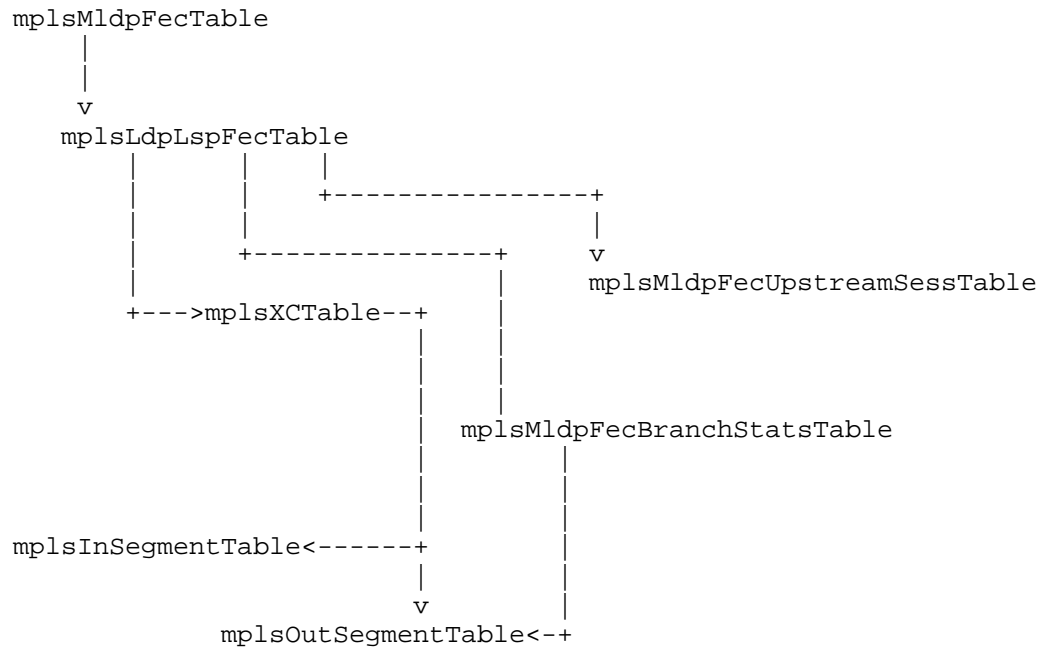 mplsMldpFecTable
|
|
v
mplsLdpLspFecTable
| | |
| | +----------------+
| | |
| +---------------+ v
| | mplsMldpFecUpstreamSessTable
+--->mplsXCTable--+ |
| |
| |
| |
| mplsMldpFecBranchStatsTable
| |
| |
| |
mplsInSegmentTable<------+ |
| |
v |
mplsOutSegmentTable<-+